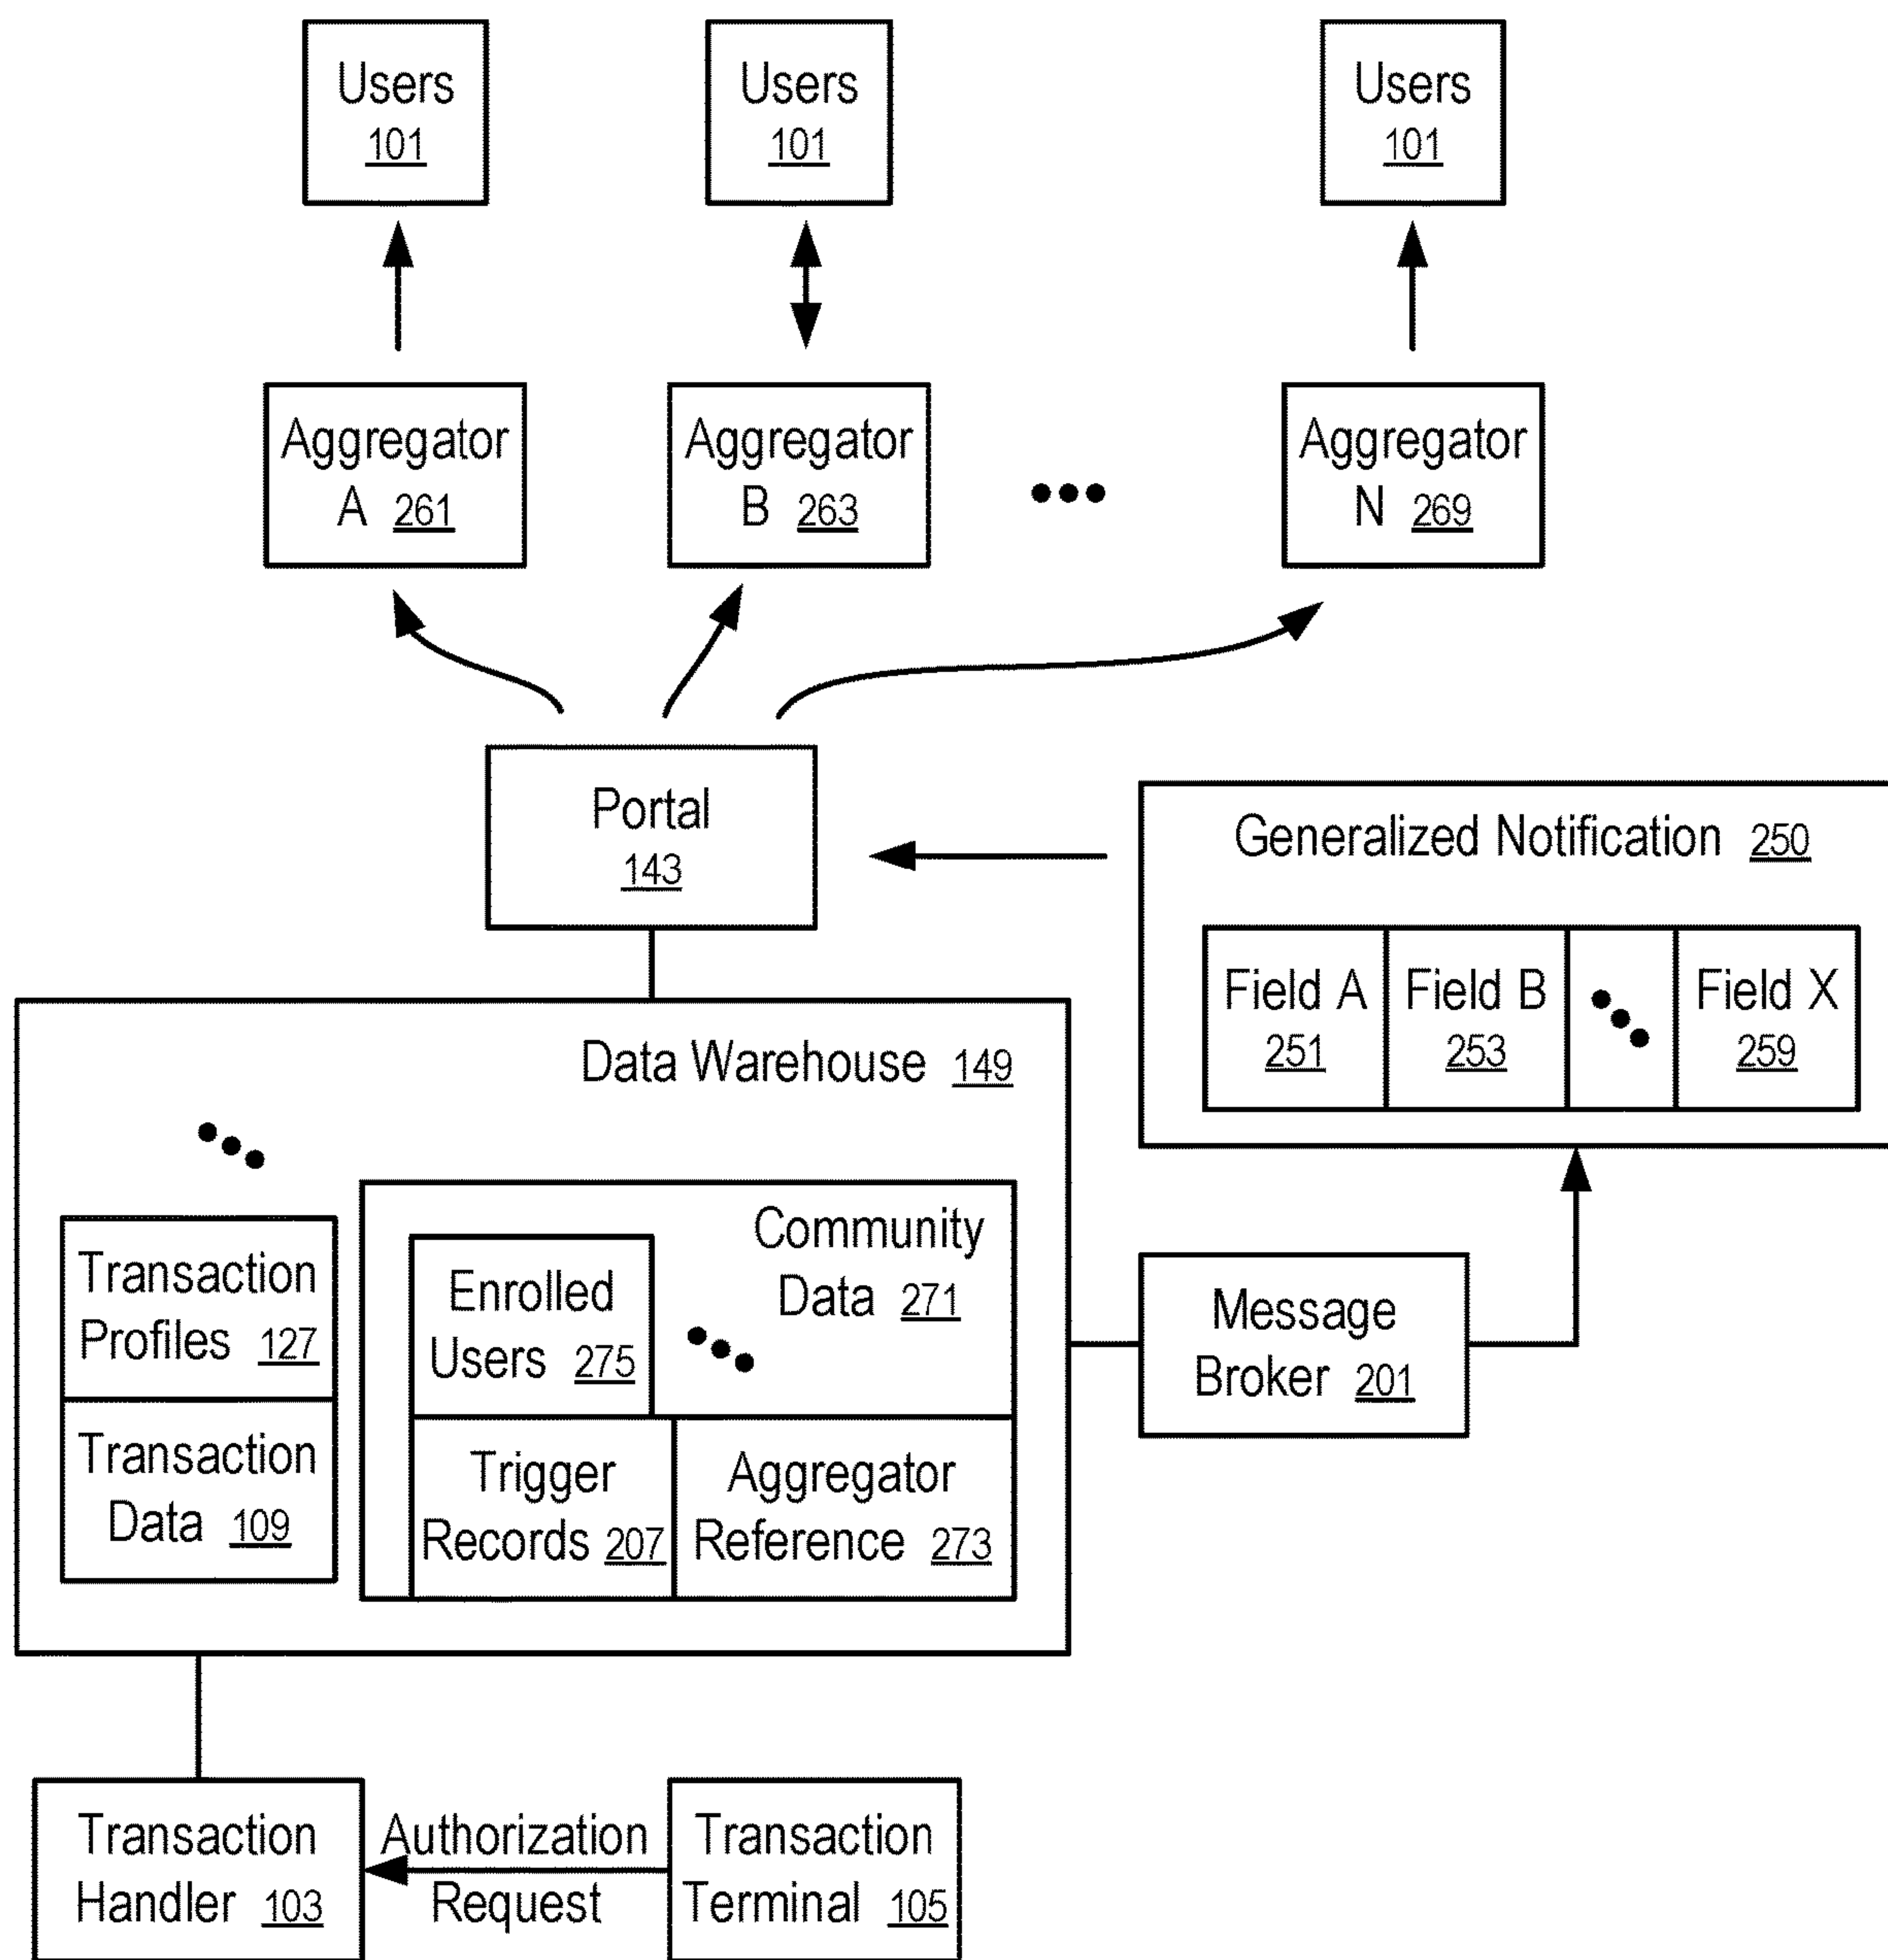 Users
101
Users
101
Users
101
Aggregator
A 261
Aggregator
B 263
Aggregator
N 269
Portal
143
Generalized Notification 250
Field A
251
Field B
253
Field X
259
Data Warehouse 149
Transaction
Profiles 127
Transaction
Data 109
Community
Data 271
Enrolled
Users 275
Trigger
Records 207
Aggregator
Reference 273
Message
Broker 201
Transaction
Handler 103
Authorization
Request
Transaction
Terminal 105